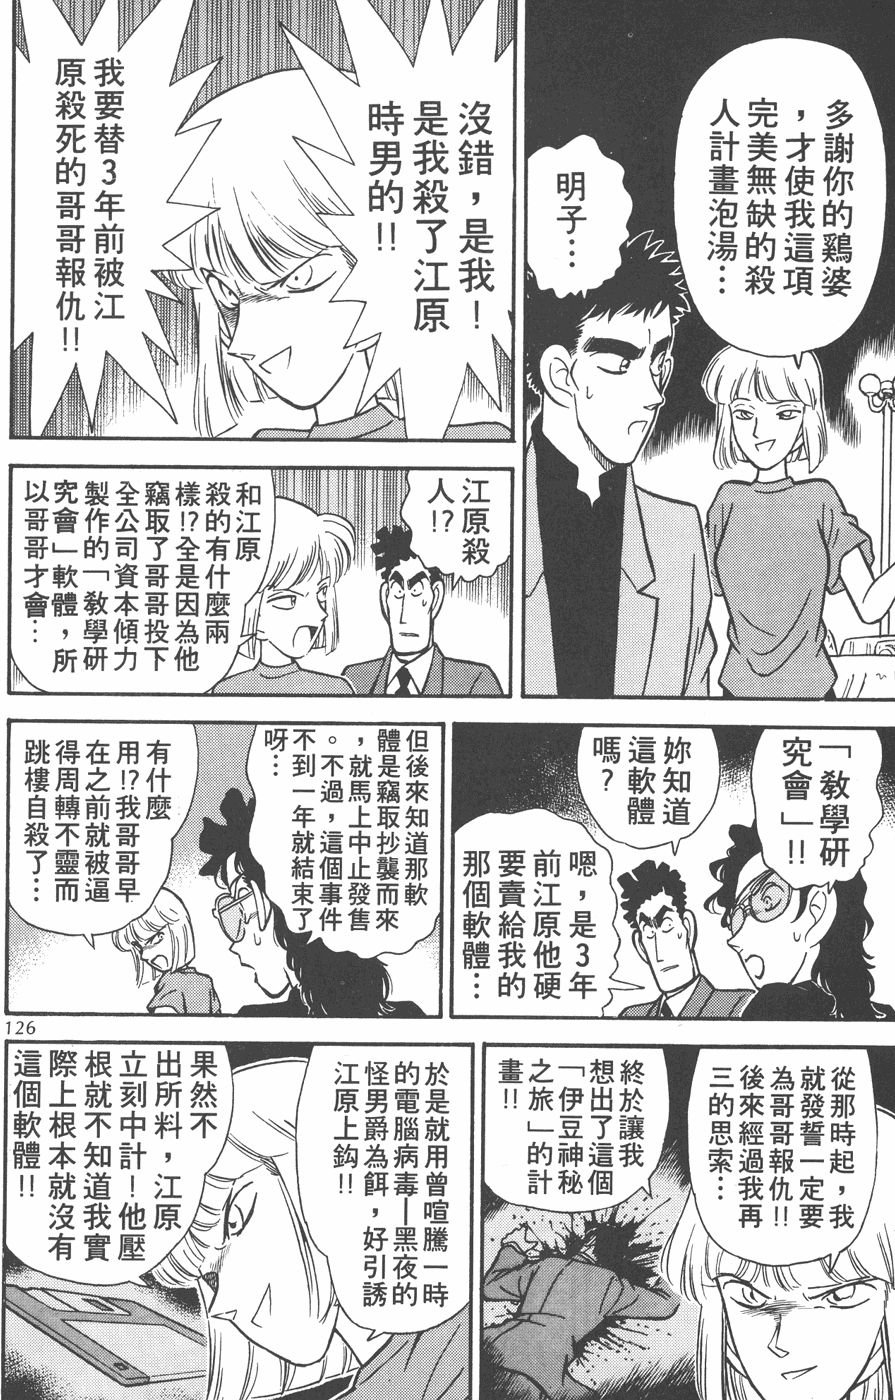 多謝你的鷄婆
，才使我這項
完美無缺的殺
人計畫泡湯…
明子…
沒錯，是我！
是我殺了江原
時男的!!
我要替3年前被江
原殺死的哥哥報仇!!
江原殺
人!?
和江原
殺的有什麼兩
樣!?全是因為他
竊取了哥哥投下
全公司資本傾力
製作的「教學研
究會」軟體，所
以哥哥才會…
「教學研
究會」!!
妳知道
這軟體
嗎?
嗯，是3年
前江原他硬
要賣給我的
那個軟體…
但後來知道那軟
體是竊取抄襲而來
，就馬上中止發售
。不過，這個事件
不到一年就結束了
呀…
有什麼
用!?我哥哥早
在之前就被逼
得周轉不靈而
跳樓自殺了…
126
從那時起，我
就發誓一定要
為哥哥報仇!!
後來經過我再
三的思索…
終於讓我
想出了這個
「伊豆神秘
之旅」的計
畫!!
於是就用曾喧騰一時
的電腦病毒—黑夜的
怪男爵為餌，好引誘
江原上鈎!!
果然不
出所料，江原
立刻中計！他壓
根就不知道我實
際上根本就沒有
這個軟體!!